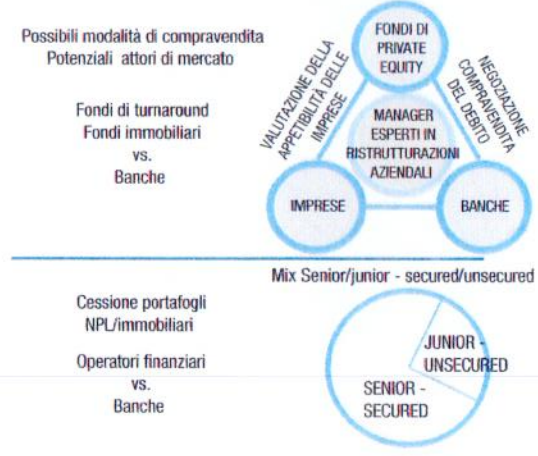 Possibili modalità di compravendita
Potenziali attori di mercato
Fondi di turnaround
Fondi immobiliari
vs.
Banche
FONDI DI
PRIVATE
EQUITY
VALUTAZIONE DELLA
APPETIBILITÀ DELLE
IMPRESE
NEGOZIAZIONE
COMPRAVENDITA
DEL DEBITO
MANAGER
ESPERTI IN
RISTRUTTURAZIONI
AZIENDALI
IMPRESE
BANCHE
Mix Senior/junior - secured/unsecured
Cessione portafogli
NPL/immobiliari
Operatori finanziari
vs.
Banche
JUNIOR -
UNSECURED
SENIOR -
SECURED